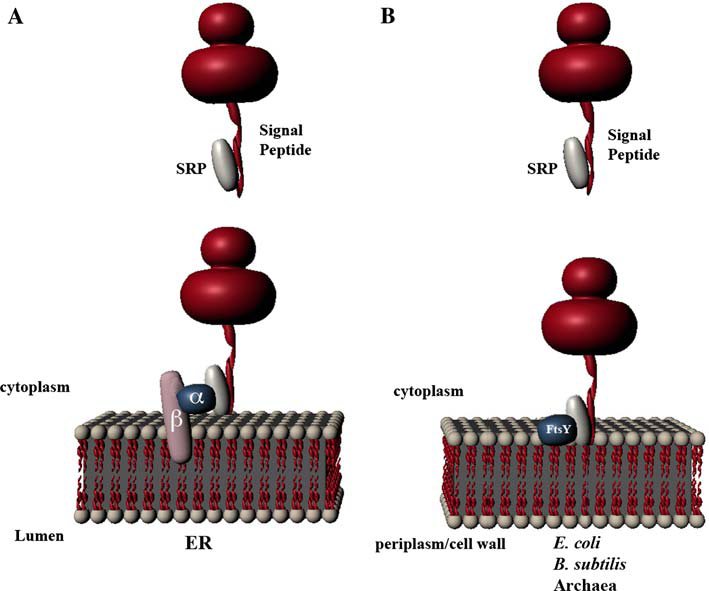 A
Signal
Peptide
SRP
cytoplasm
α
β
Lumen
ER
B
Signal
Peptide
SRP
cytoplasm
FtsY
periplasm/cell wall
E. coli
B. subtilis
Archaea